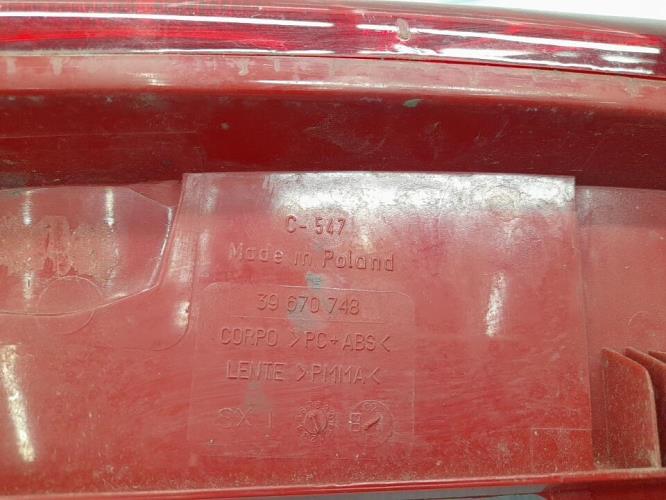 C-547
Made in Poland
39 670 748
CORPO >PC+ABS<
LENTE >PMMA<
SX 1 B